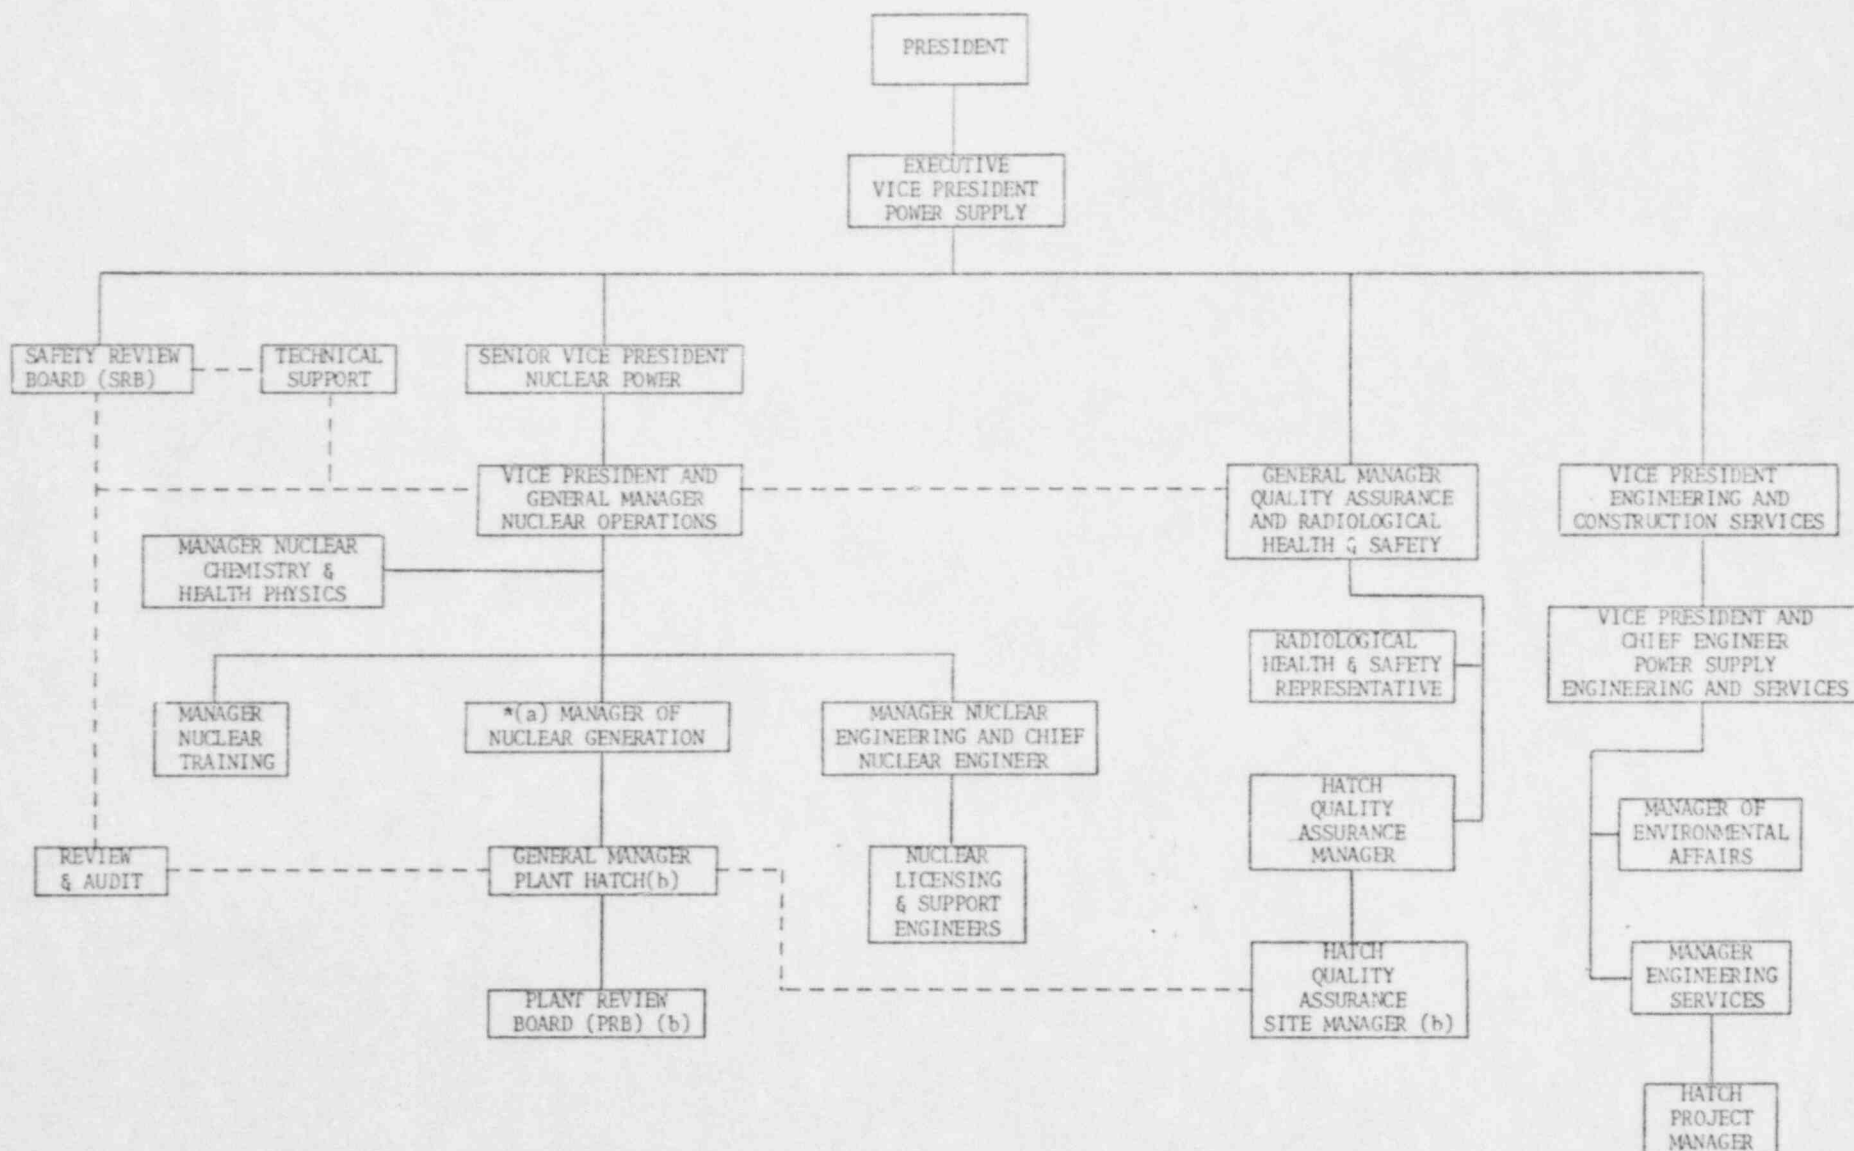 PRESIDENT
EXECUTIVE
VICE PRESIDENT
POWER SUPPLY
SAFETY REVIEW
BOARD (SRB)
TECHNICAL
SUPPORT
SENIOR VICE PRESIDENT
NUCLEAR POWER
VICE PRESIDENT AND
GENERAL MANAGER
NUCLEAR OPERATIONS
GENERAL MANAGER
QUALITY ASSURANCE
AND RADIOLOGICAL
HEALTH & SAFETY
VICE PRESIDENT
ENGINEERING AND
CONSTRUCTION SERVICES
MANAGER NUCLEAR
CHEMISTRY &
HEALTH PHYSICS
RADIOLOGICAL
HEALTH & SAFETY
REPRESENTATIVE
VICE PRESIDENT AND
CHIEF ENGINEER
POWER SUPPLY
ENGINEERING AND SERVICES
MANAGER
NUCLEAR
TRAINING
*(a) MANAGER OF
NUCLEAR GENERATION
MANAGER NUCLEAR
ENGINEERING AND CHIEF
NUCLEAR ENGINEER
HATCH
QUALITY
ASSURANCE
MANAGER
MANAGER OF
ENVIRONMENTAL
AFFAIRS
REVIEW
& AUDIT
GENERAL MANAGER
PLANT HATCH(b)
NUCLEAR
LICENSING
& SUPPORT
ENGINEERS
HATCH
QUALITY
ASSURANCE
SITE MANAGER (b)
MANAGER
ENGINEERING
SERVICES
PLANT REVIEW
BOARD (PRB) (b)
HATCH
PROJECT
MANAGER